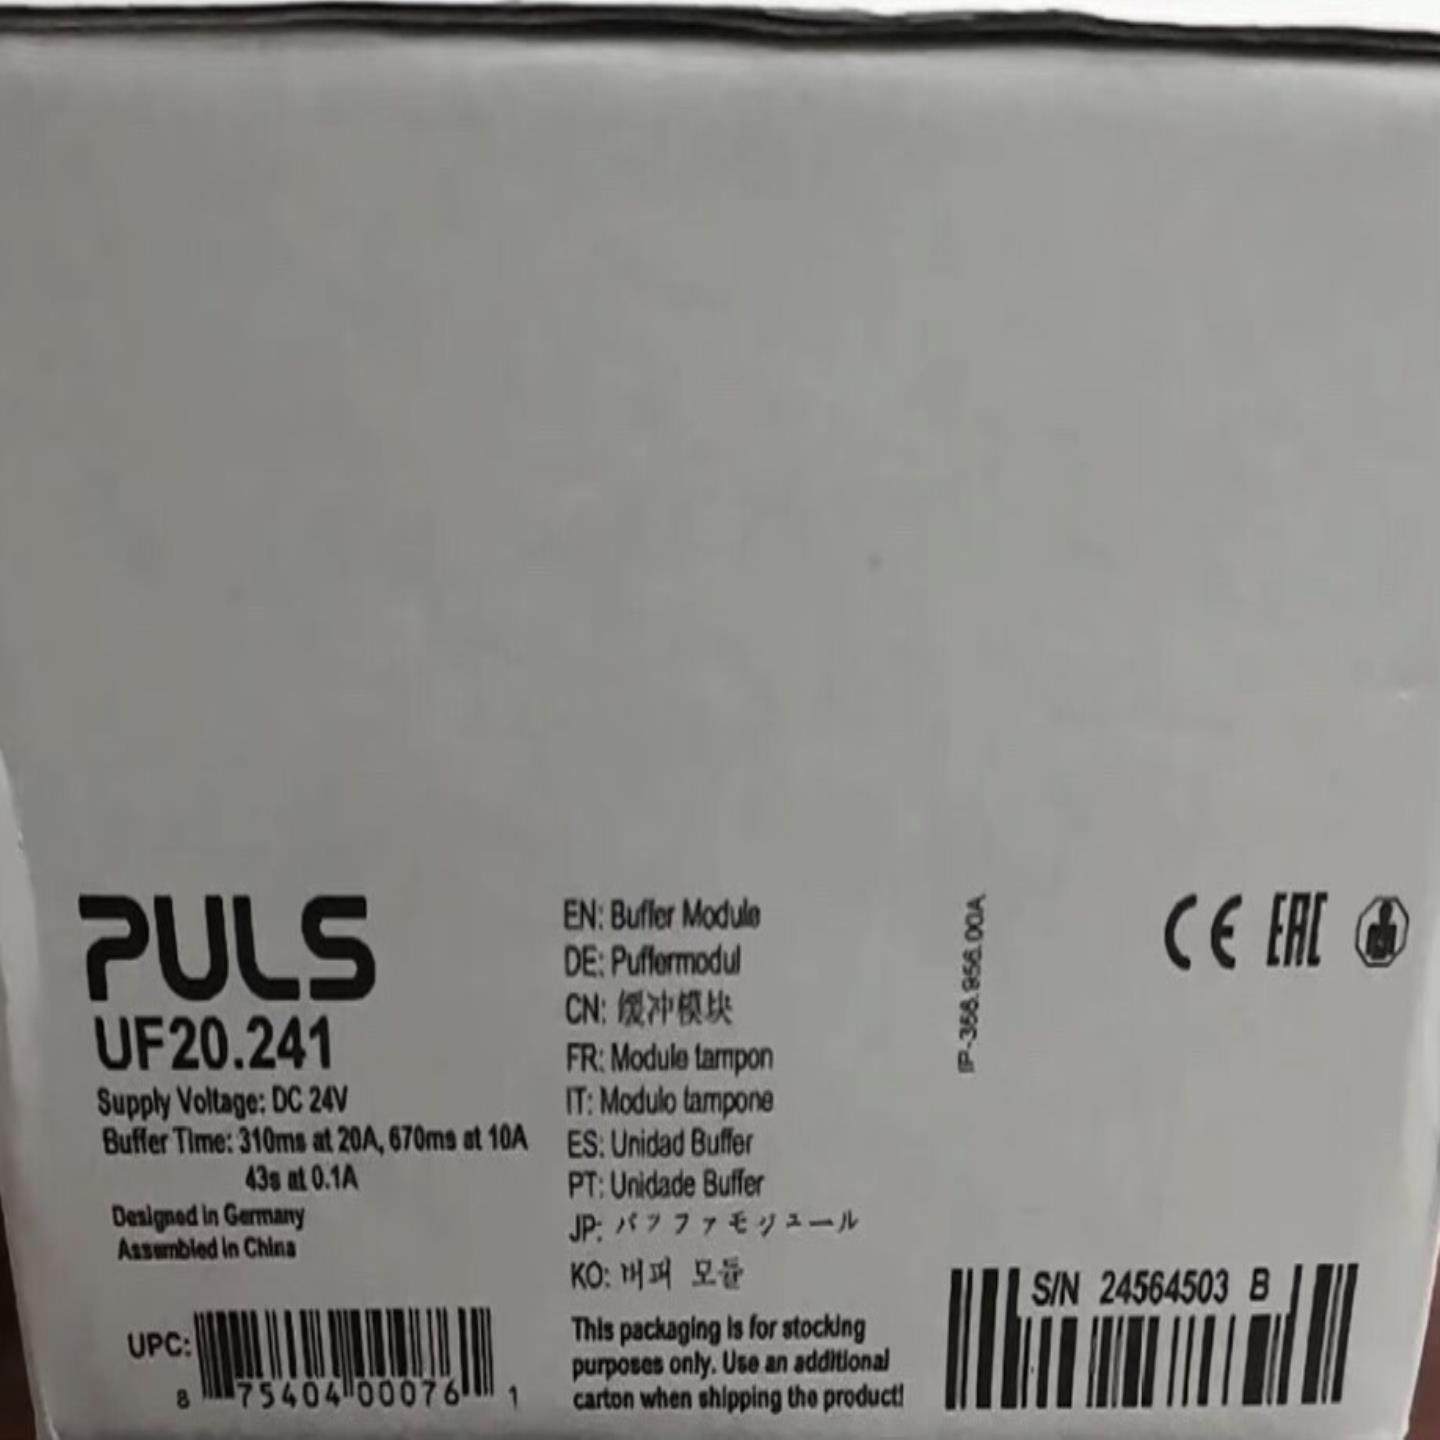 PULS
UF20.241
Supply Voltage: DC 24V
Buffer Time: 310ms at 20A, 670ms at 10A
43s at 0.1A
Designed in Germany
Assembled in China
UPC:
8 75404 00076 1
EN: Buffer Module
DE: Puffermodul
CN: 缓冲模块
FR: Module tampon
IT: Modulo tampone
ES: Unidad Buffer
PT: Unidade Buffer
JP: バッファモジュール
KO: 버퍼 모듈
This packaging is for stocking
purposes only. Use an additional
carton when shipping the product!
CE EAC
S/N 24564503 B